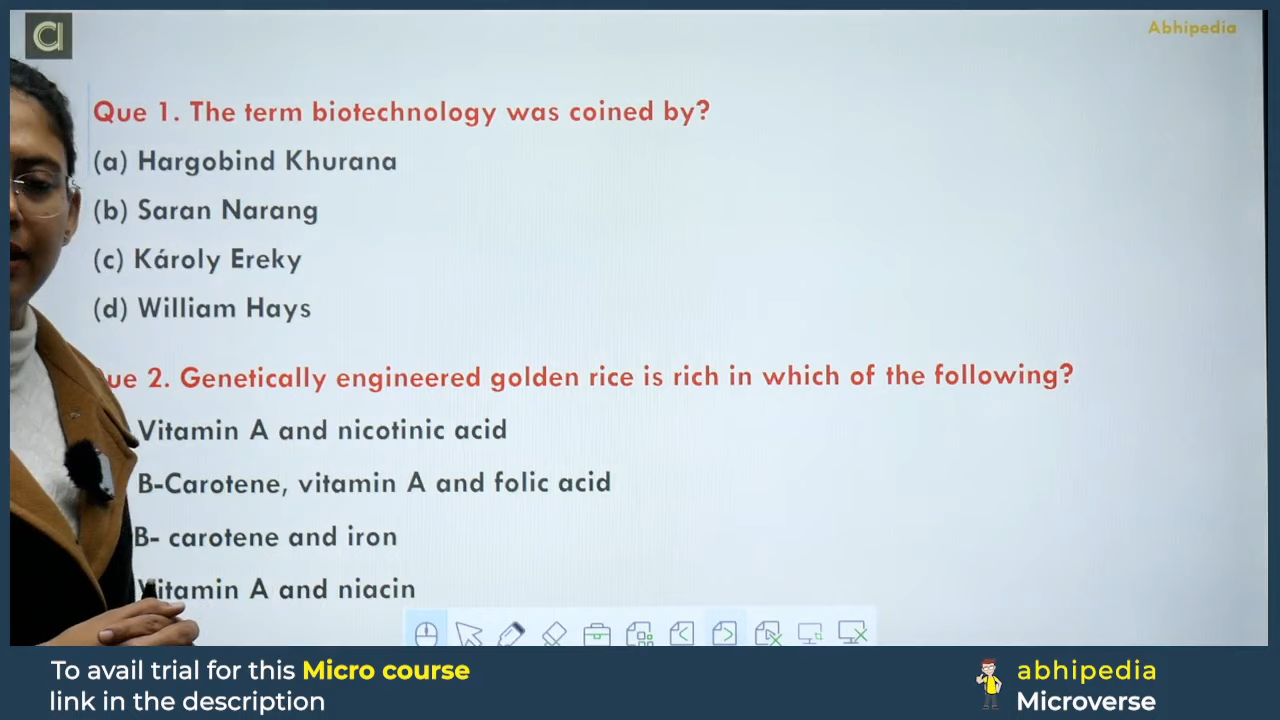 Abhipedia
Que 1. The term biotechnology was coined by?
(a) Hargobind Khurana
(b) Saran Narang
(c) Károly Ereky
(d) William Hays
ue 2. Genetically engineered golden rice is rich in which of the following?
Vitamin A and nicotinic acid
B-Carotene, vitamin A and folic acid
B- carotene and iron
Vitamin A and niacin
To avail trial for this Micro course
link in the description
abhipedia
Microverse